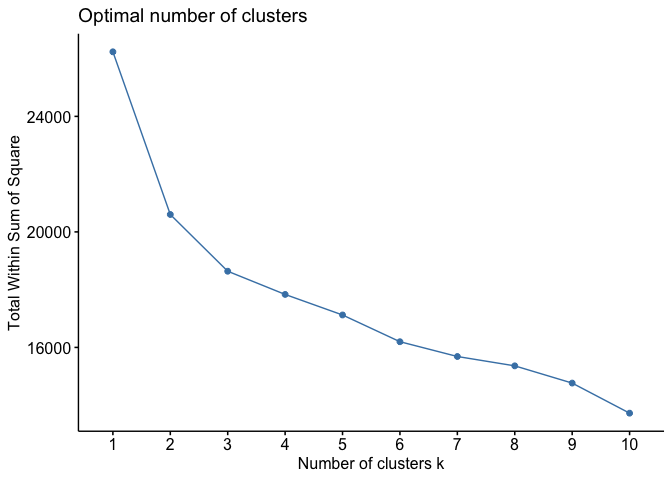 Optimal number of clusters
Total Within Sum of Square
24000
20000
16000
1 2 3 4 5 6 7 8 9 10
Number of clusters k